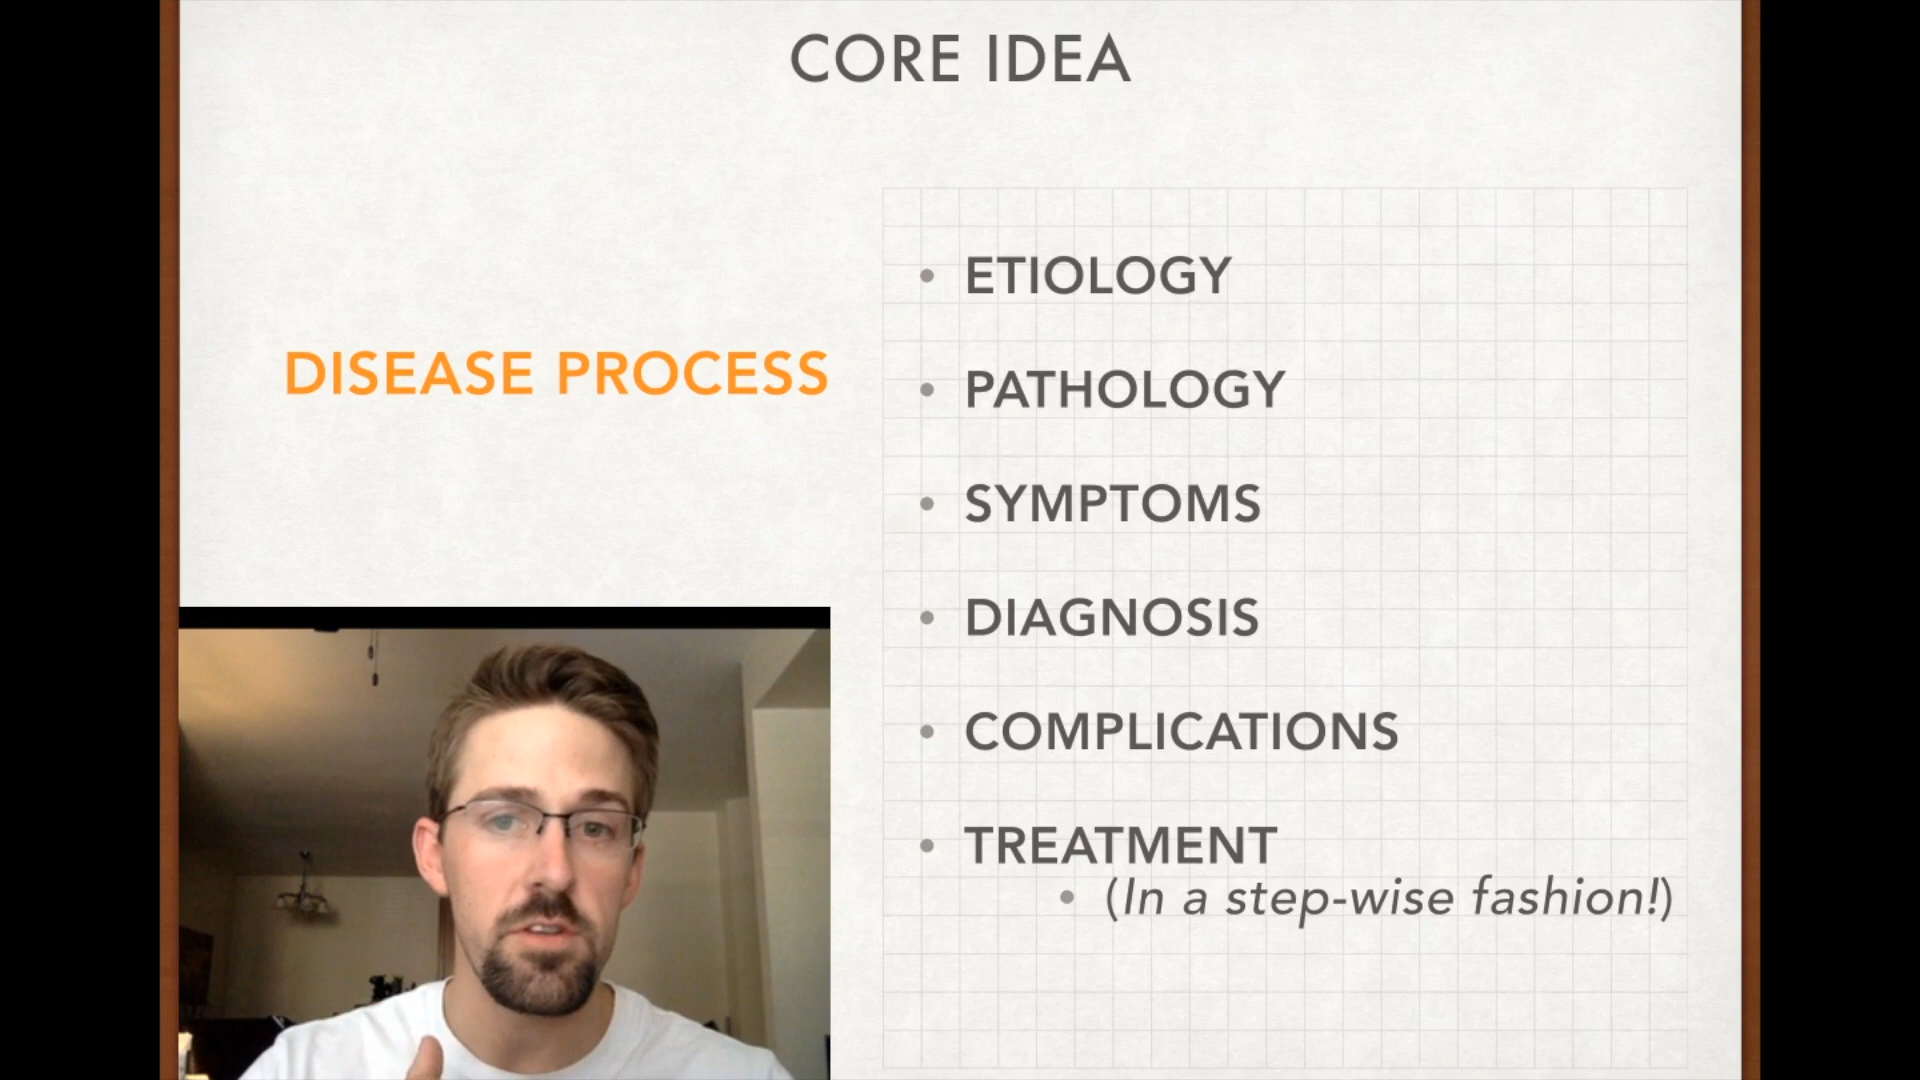 CORE IDEA
DISEASE PROCESS
• ETIOLOGY
• PATHOLOGY
• SYMPTOMS
• DIAGNOSIS
• COMPLICATIONS
• TREATMENT
• (In a step-wise fashion!)